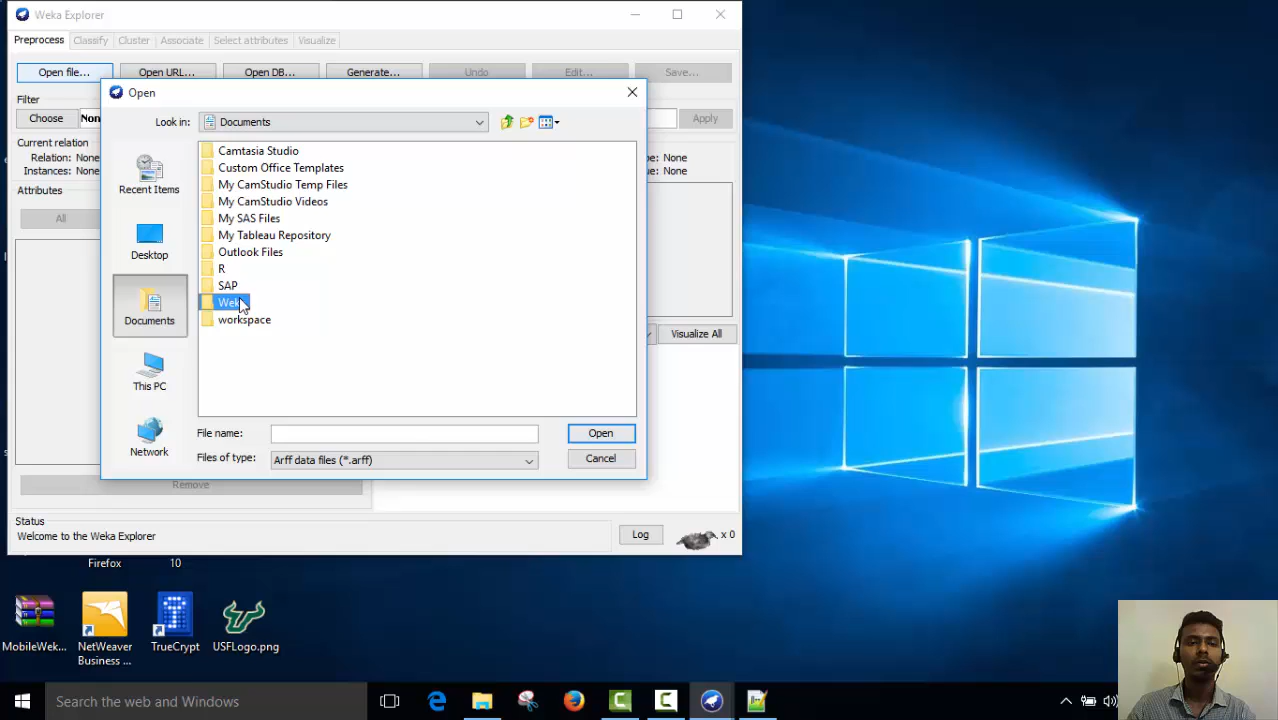 Weka Explorer
Preprocess Classify Cluster Associate Select attributes Visualize
Open file... Open URL... Open DB... Generate... Undo Edit... Save...
Filter
Choose Non Apply
Current relation
Relation: None
Instances: None
pe: None
ue: None
Attributes
All
Visualize All
Remove
Status
Welcome to the Weka Explorer
Log x 0
Open
Look in: Documents
Recent Items
Desktop
Documents
This PC
Network
Camtasia Studio
Custom Office Templates
My CamStudio Temp Files
My CamStudio Videos
My SAS Files
My Tableau Repository
Outlook Files
R
SAP
Wek
workspace
File name: Open
Files of type: Arff data files (*.arff) Cancel
Firefox 10
MobileWek... NetWeaver Business ... TrueCrypt USFLogo.png
Search the web and Windows